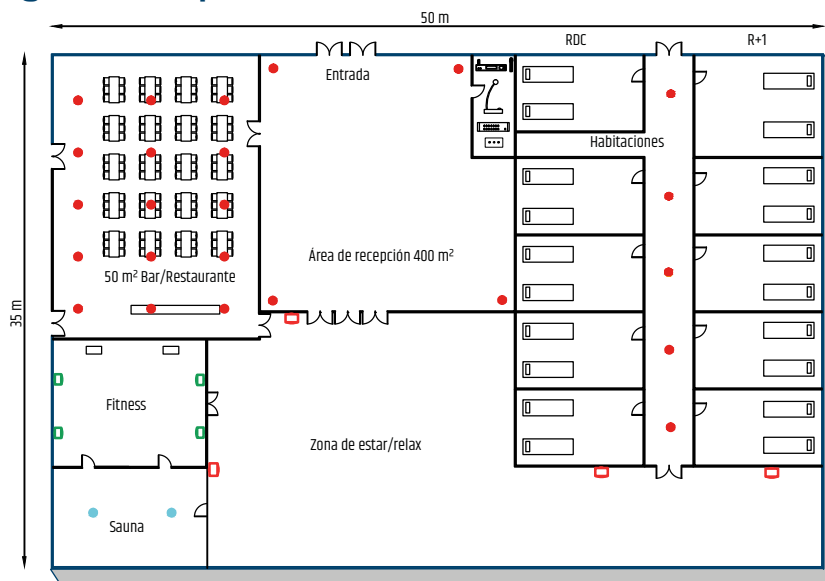 50 m
RDC
R+1
Entrada
Habitaciones
Área de recepción 400 m²
50 m² Bar/Restaurante
35 m
Fitness
Zona de estar/relax
Sauna